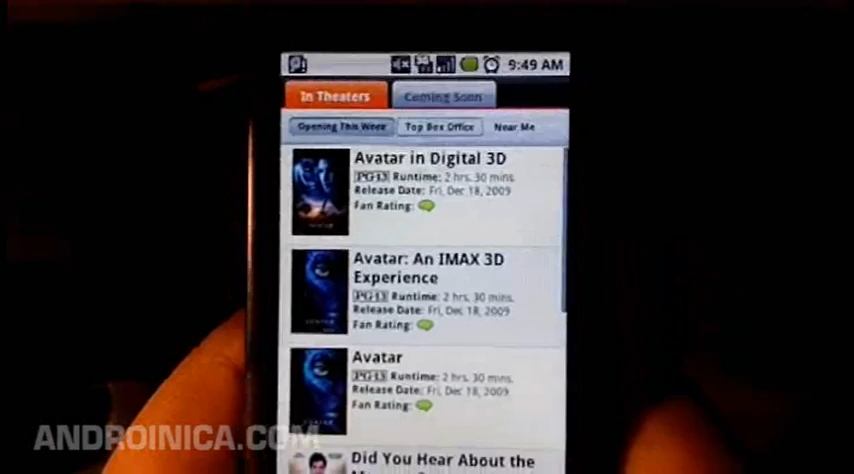 9:49 AM
In Theaters Coming Soon
Opening This Week Top Box Office Near Me
Avatar in Digital 3D
PG-13 Runtime: 2 hrs. 30 mins.
Release Date: Fri, Dec 18, 2009
Fan Rating:
Avatar: An IMAX 3D
Experience
PG-13 Runtime: 2 hrs. 30 mins.
Release Date: Fri, Dec 18, 2009
Fan Rating:
Avatar
PG-13 Runtime: 2 hrs. 30 mins.
Release Date: Fri, Dec 18, 2009
Fan Rating:
Did You Hear About the
ANDROINICA.COM